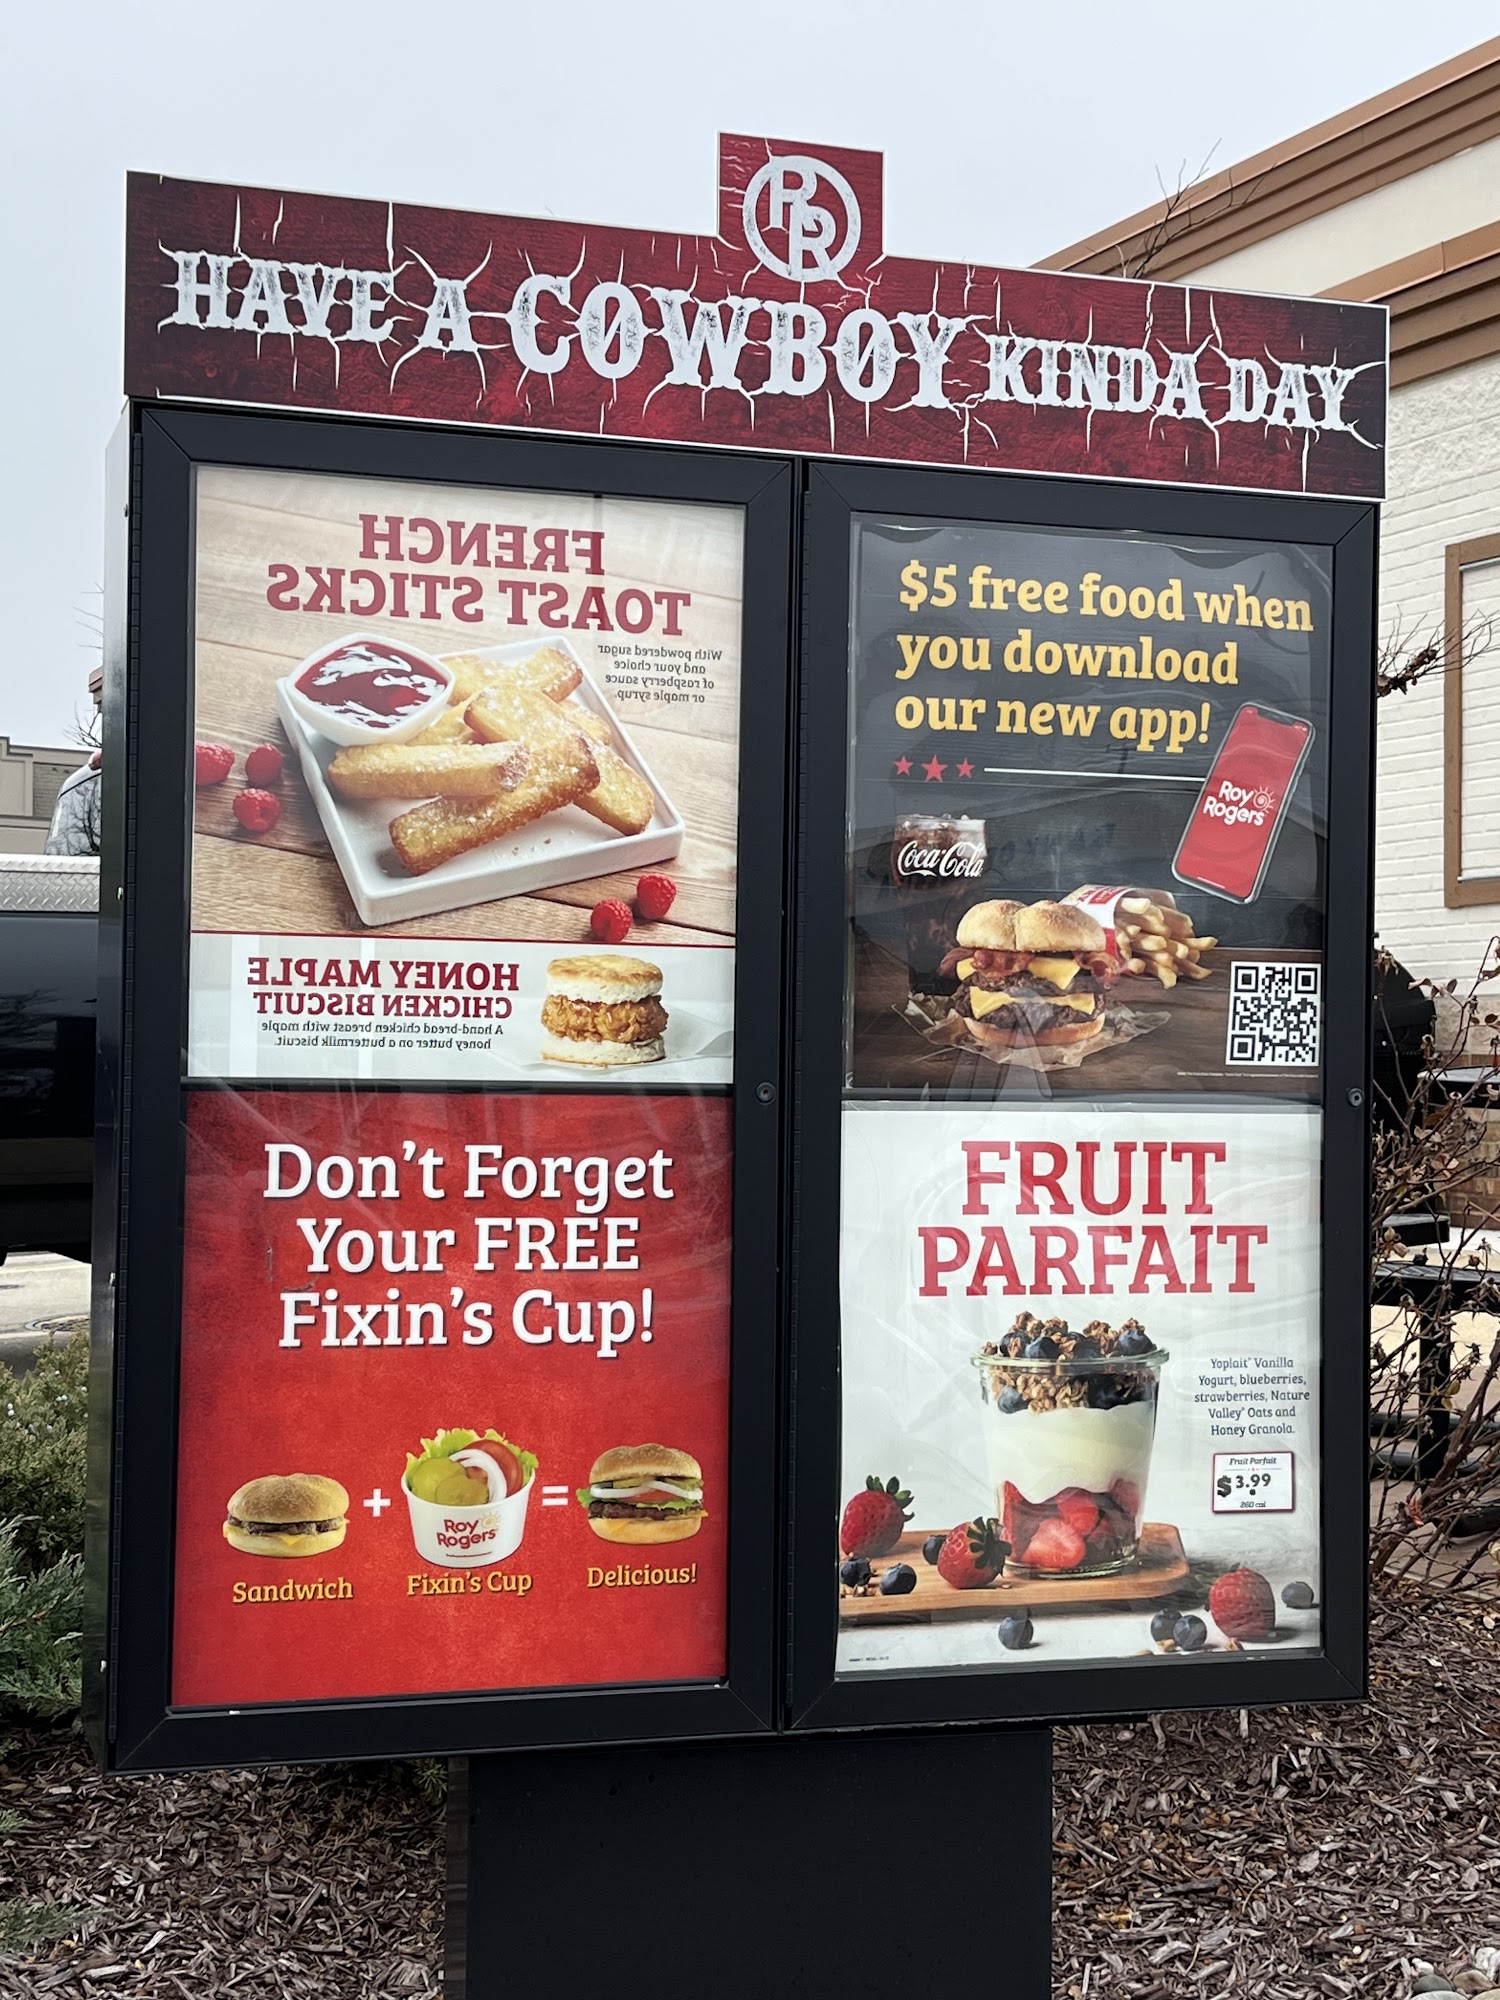 RR
HAVE A COWBOY KINDA DAY
FRENCH
TOAST STICKS
With powdered sugar
and your choice
of raspberry sauce
or maple syrup.
HONEY MAPLE
CHICKEN BISCUIT
A hand-bread chicken breast with maple
honey butter on a buttermilk biscuit.
$5 free food when
you download
our new app!
Roy
Rogers
Coca-Cola
Don't Forget
Your FREE
Fixin's Cup!
Roy
Rogers
+
=
Sandwich
Fixin's Cup
Delicious!
FRUIT
PARFAIT
Yoplait® Vanilla
Yogurt, blueberries,
strawberries, Nature
Valley® Oats and
Honey Granola.
Fruit Parfait
$3.99
260 cal